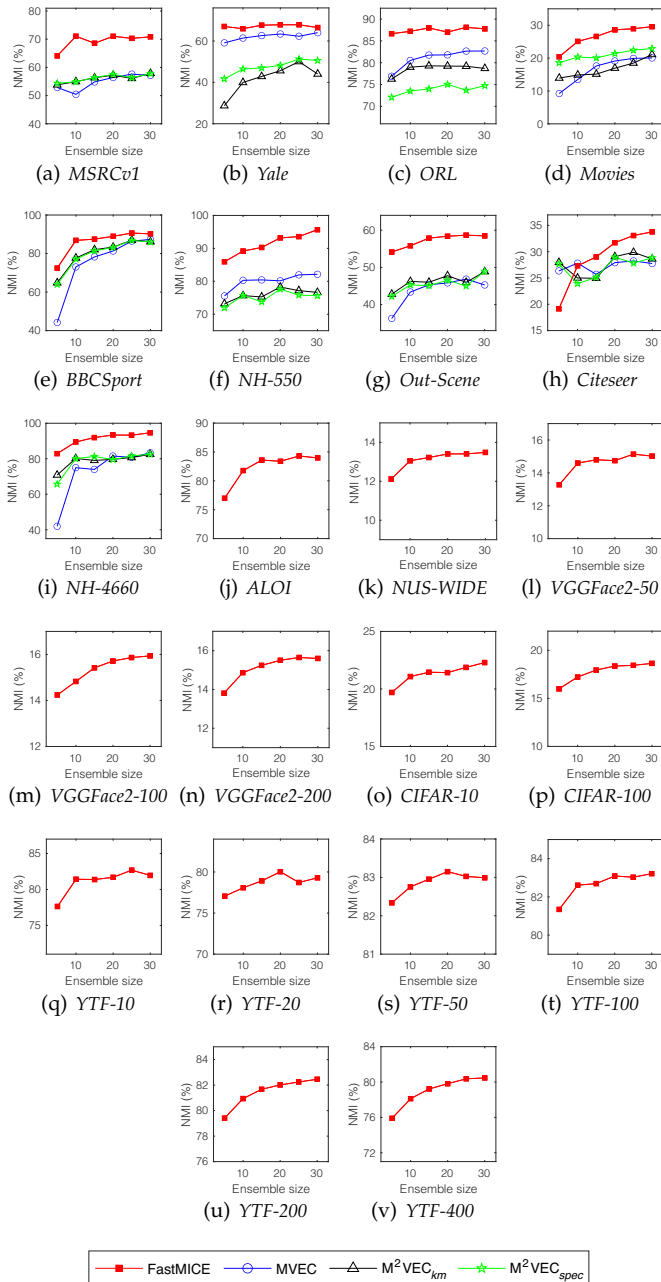 80
70
60
50
40
NMI (%)
10 20 30
Ensemble size
(a) MSRCv1
60
40
20
NMI (%)
10 20 30
Ensemble size
(b) Yale
90
85
80
75
70
NMI (%)
10 20 30
Ensemble size
(c) ORL
30
20
10
0
NMI (%)
10 20 30
Ensemble size
(d) Movies
100
80
60
40
NMI (%)
10 20 30
Ensemble size
(e) BBCSport
100
90
80
70
NMI (%)
10 20 30
Ensemble size
(f) NH-550
60
50
40
NMI (%)
10 20 30
Ensemble size
(g) Out-Scene
35
30
25
20
15
NMI (%)
10 20 30
Ensemble size
(h) Citeseer
100
80
60
40
NMI (%)
10 20 30
Ensemble size
(i) NH-4660
90
85
80
75
70
NMI (%)
10 20 30
Ensemble size
(j) ALOI
14
12
10
NMI (%)
10 20 30
Ensemble size
(k) NUS-WIDE
16
14
12
NMI (%)
10 20 30
Ensemble size
(l) VGGFace2-50
16
14
12
NMI (%)
10 20 30
Ensemble size
(m) VGGFace2-100
16
14
12
NMI (%)
10 20 30
Ensemble size
(n) VGGFace2-200
25
20
15
NMI (%)
10 20 30
Ensemble size
(o) CIFAR-10
20
15
10
NMI (%)
10 20 30
Ensemble size
(p) CIFAR-100
85
80
75
NMI (%)
10 20 30
Ensemble size
(q) YTF-10
80
75
70
NMI (%)
10 20 30
Ensemble size
(r) YTF-20
84
83
82
81
NMI (%)
10 20 30
Ensemble size
(s) YTF-50
84
82
80
NMI (%)
10 20 30
Ensemble size
(t) YTF-100
84
82
80
78
76
NMI (%)
10 20 30
Ensemble size
(u) YTF-200
84
80
76
72
NMI (%)
10 20 30
Ensemble size
(v) YTF-400
FastMICE MVEC M²VECkm M²VECspec